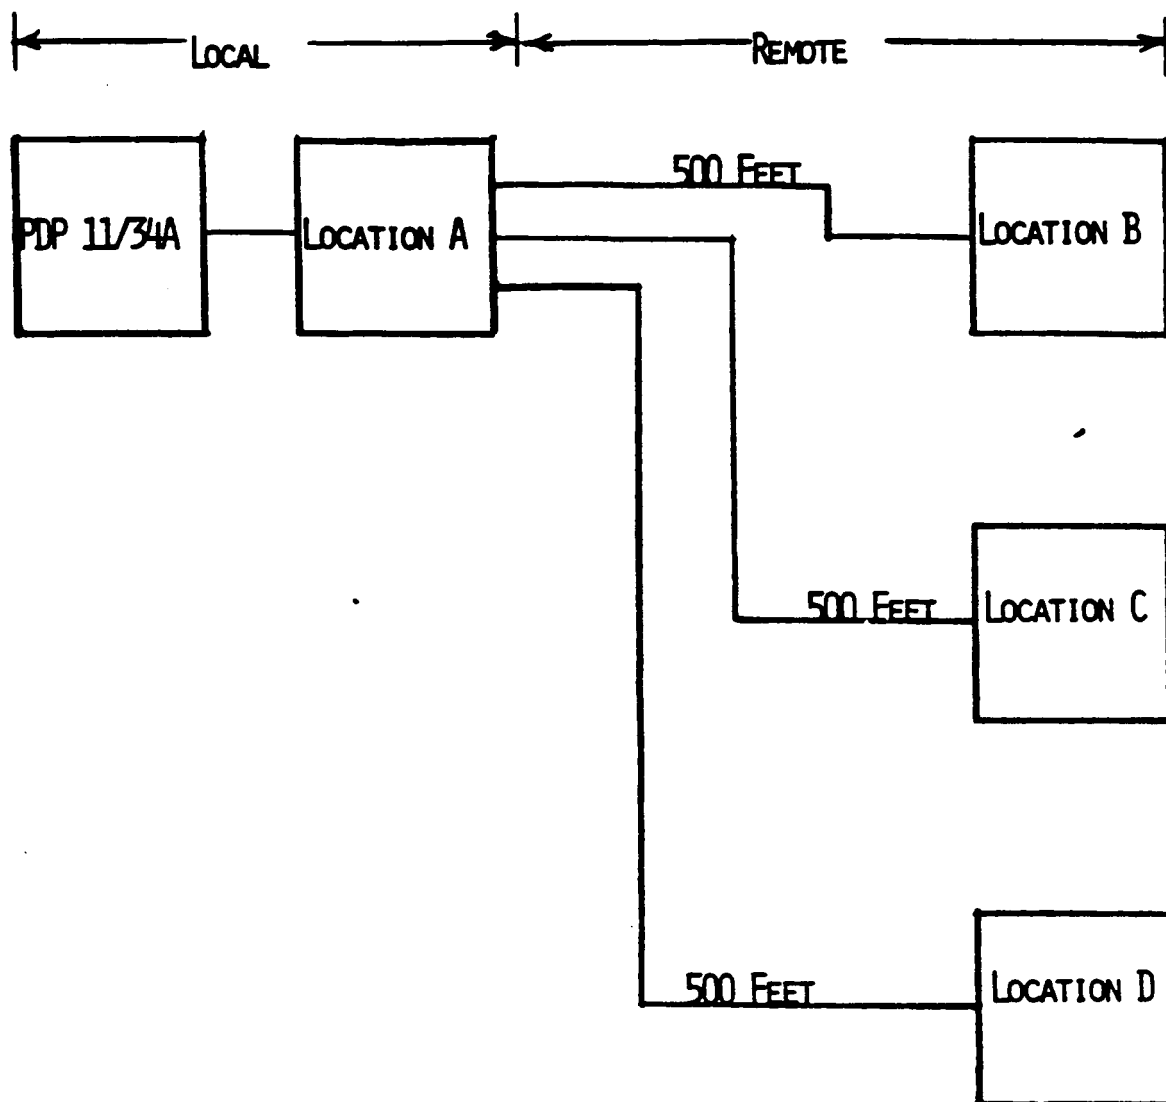 LOCAL
REMOTE
500 FEET
PDP 11/34A
LOCATION A
LOCATION B
500 FEET
LOCATION C
500 FEET
LOCATION D